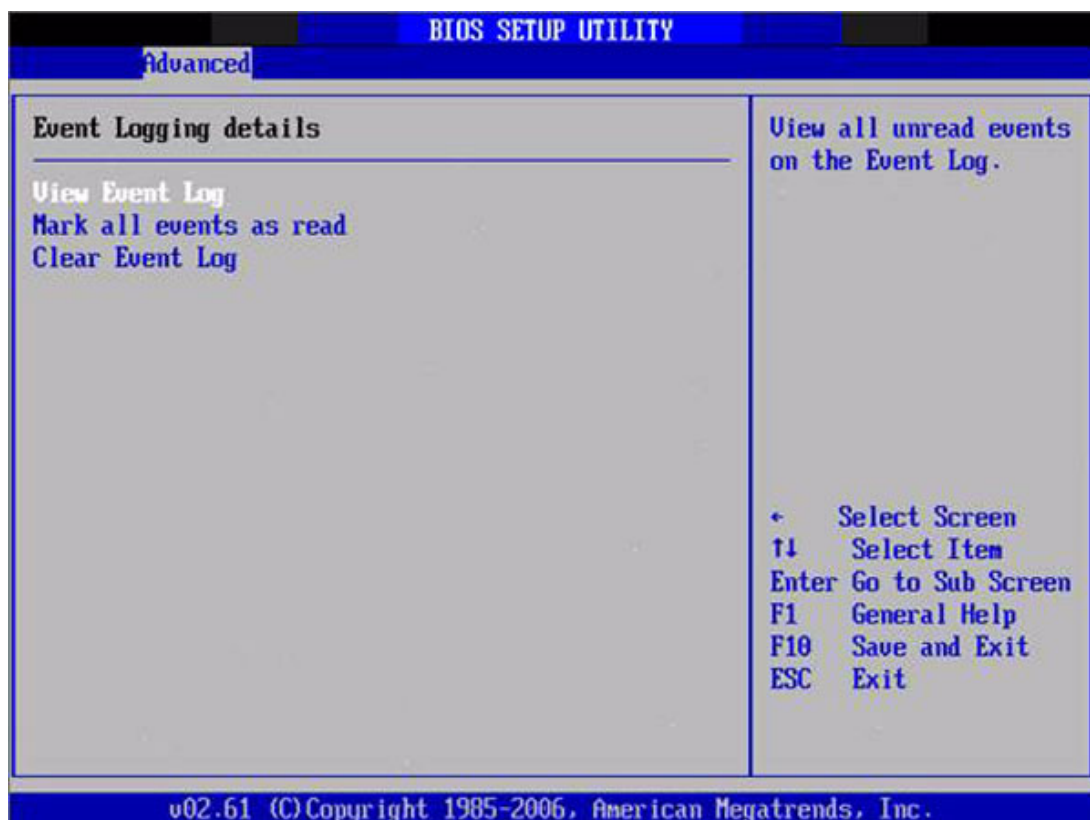 BIOS SETUP UTILITY
Advanced
Event Logging details
View Event Log
Mark all events as read
Clear Event Log
View all unread events
on the Event Log.
← Select Screen
↑↓ Select Item
Enter Go to Sub Screen
F1 General Help
F10 Save and Exit
ESC Exit
v02.61 (C)Copyright 1985-2006, American Megatrends, Inc.